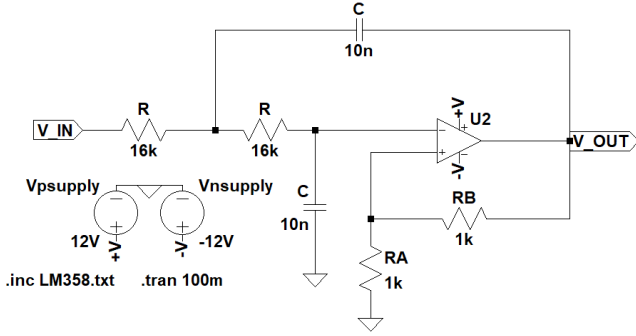 C
10n
V_IN
R
16k
R
16k
+V
U2
-V
V_OUT
Vpsupply
Vnsupply
12V
+V
-V
-12V
C
10n
RB
1k
RA
1k
.inc LM358.txt
.tran 100m